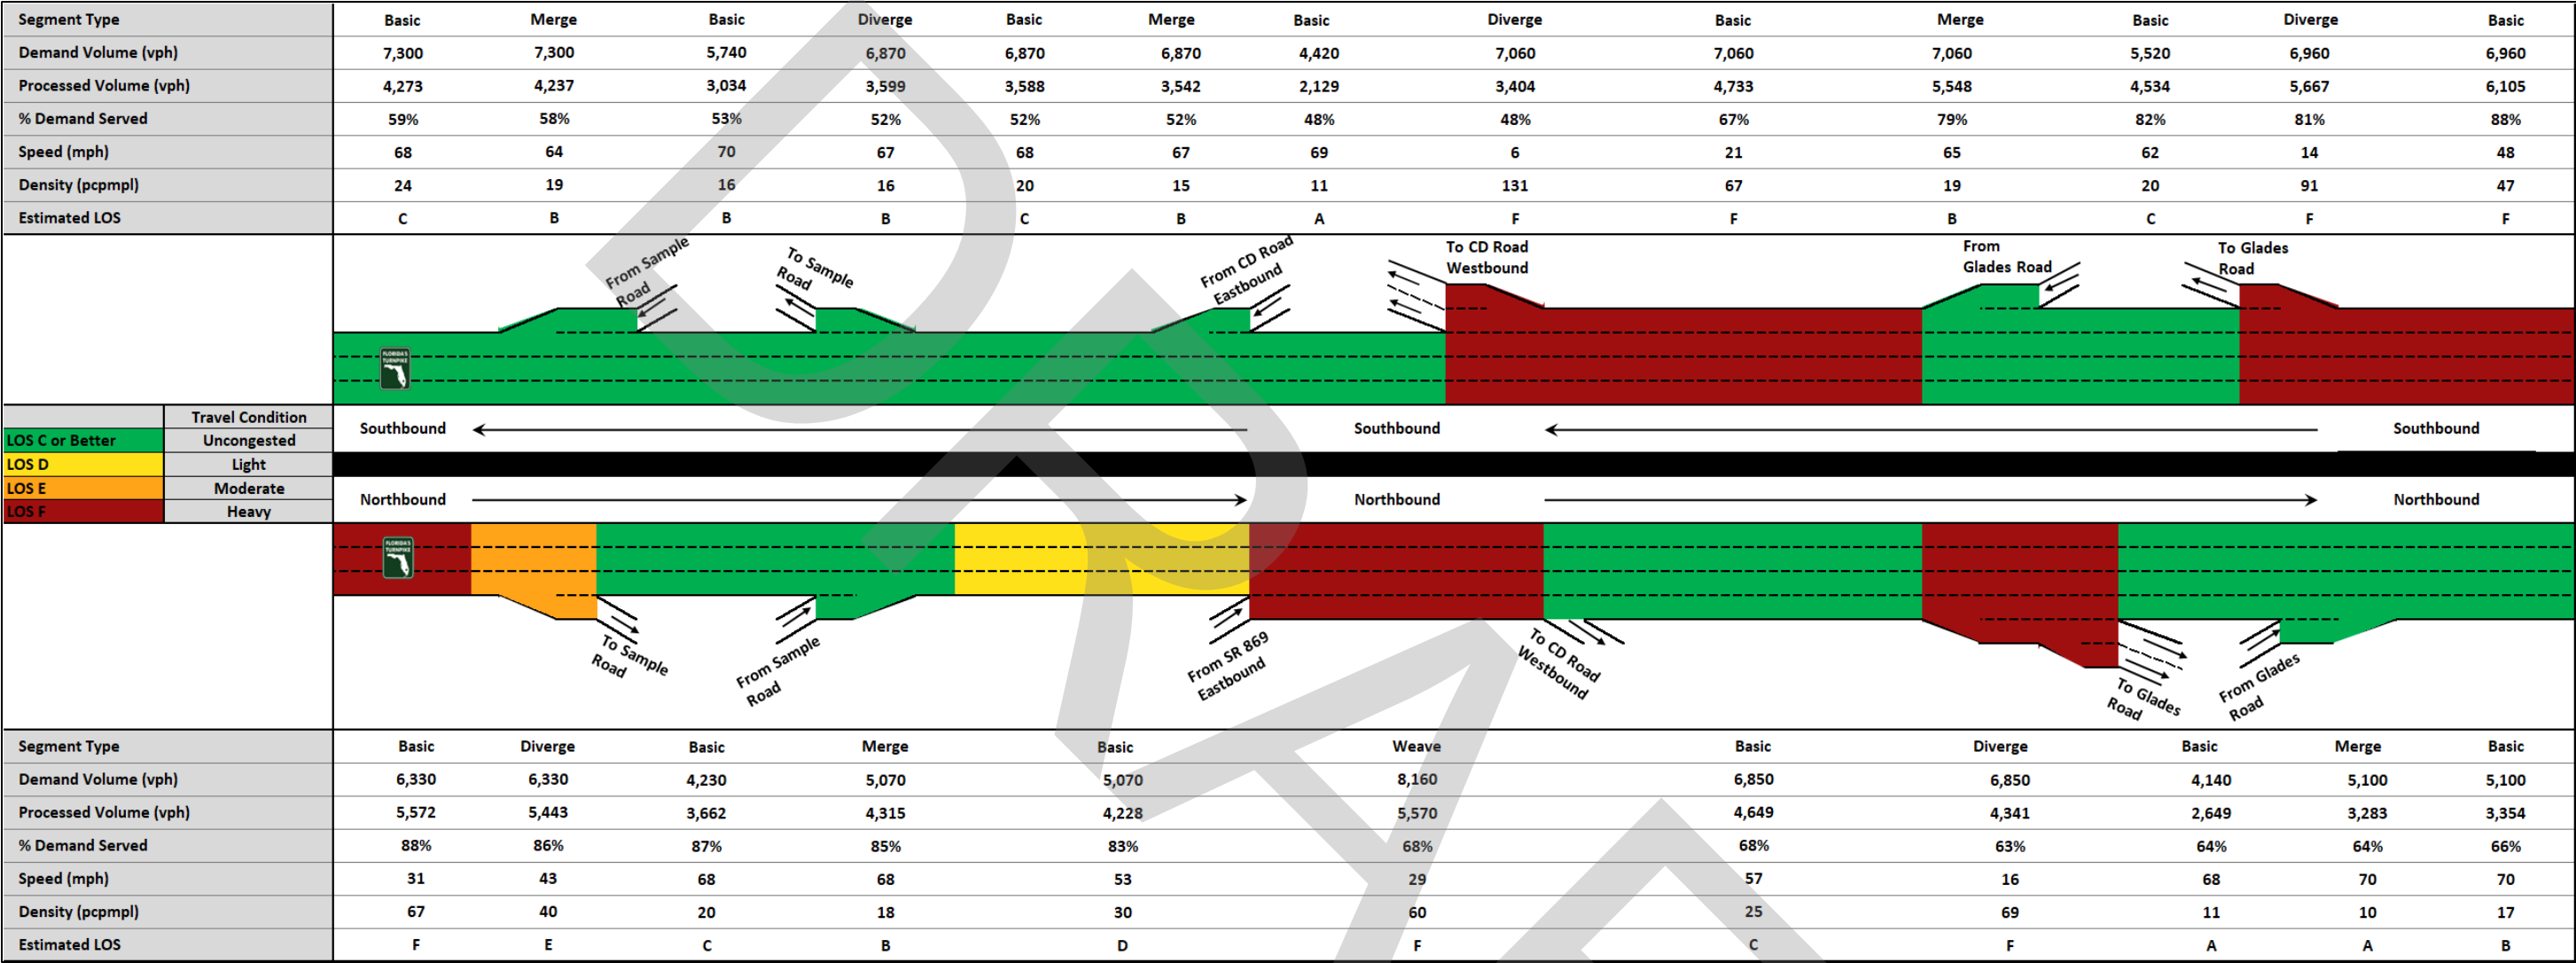 Segment Type Basic Merge Basic Diverge Basic Merge Basic Diverge Basic Merge Basic Diverge Basic
Demand Volume (vph) 7,300 7,300 5,740 6,870 6,870 6,870 4,420 7,060 7,060 7,060 5,520 6,960 6,960
Processed Volume (vph) 4,273 4,237 3,034 3,599 3,588 3,542 2,129 3,404 4,733 5,548 4,534 5,667 6,105
% Demand Served 59% 58% 53% 52% 52% 52% 48% 48% 67% 79% 82% 81% 88%
Speed (mph) 68 64 70 67 68 67 69 6 21 65 62 14 48
Density (pcpmpl) 24 19 16 16 20 15 11 131 67 19 20 91 47
Estimated LOS C B B B C B A F F B C F F
From Sample
Road
To Sample
Road
From CD Road
Eastbound
To CD Road
Westbound
From
Glades Road
To Glades
Road
FLORIDA'S
TURNPIKE
Travel Condition
LOS C or Better Uncongested
LOS D Light
LOS E Moderate
LOS F Heavy
Southbound Southbound Southbound
Northbound Northbound Northbound
FLORIDA'S
TURNPIKE
To Sample
Road
From Sample
Road
From SR 869
Eastbound
To CD Road
Westbound
To Glades
Road
From Glades
Road
Segment Type Basic Diverge Basic Merge Basic Weave Basic Diverge Basic Merge Basic
Demand Volume (vph) 6,330 6,330 4,230 5,070 5,070 8,160 6,850 6,850 4,140 5,100 5,100
Processed Volume (vph) 5,572 5,443 3,662 4,315 4,228 5,570 4,649 4,341 2,649 3,283 3,354
% Demand Served 88% 86% 87% 85% 83% 68% 68% 63% 64% 64% 66%
Speed (mph) 31 43 68 68 53 29 57 16 68 70 70
Density (pcpmpl) 67 40 20 18 30 60 25 69 11 10 17
Estimated LOS F E C B D F C F A A B